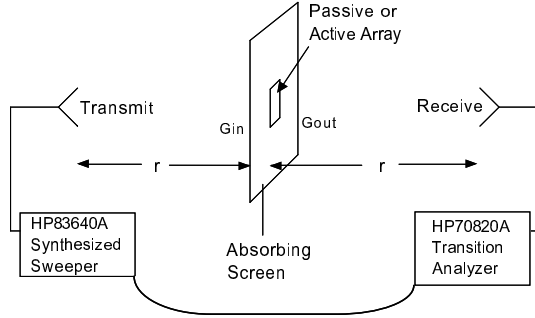 Passive or
Active Array
Transmit
Receive
Gin
Gout
r
r
HP83640A
Synthesized
Sweeper
Absorbing
Screen
HP70820A
Transition
Analyzer